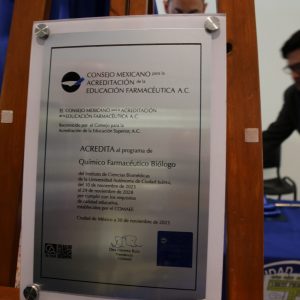 CONSEJO MEXICANO para la
ACREDITACIÓN de la
EDUCACIÓN FARMACÉUTICA A.C.
EL CONSEJO MEXICANO para la ACREDITACIÓN
de la EDUCACIÓN FARMACÉUTICA A.C.
Reconocido por el Consejo para la
Acreditación de la Educación Superior, A.C.
ACREDITA al programa de
Químico Farmacéutico Biólogo
del Instituto de Ciencias Biomédicas
de la Universidad Autónoma de Ciudad Juárez,
del 30 de noviembre de 2023
al 29 de noviembre de 2028
por cumplir con los requisitos
de calidad educativa
establecidos por el COMAEF.
Ciudad de México a 30 de noviembre de 2023